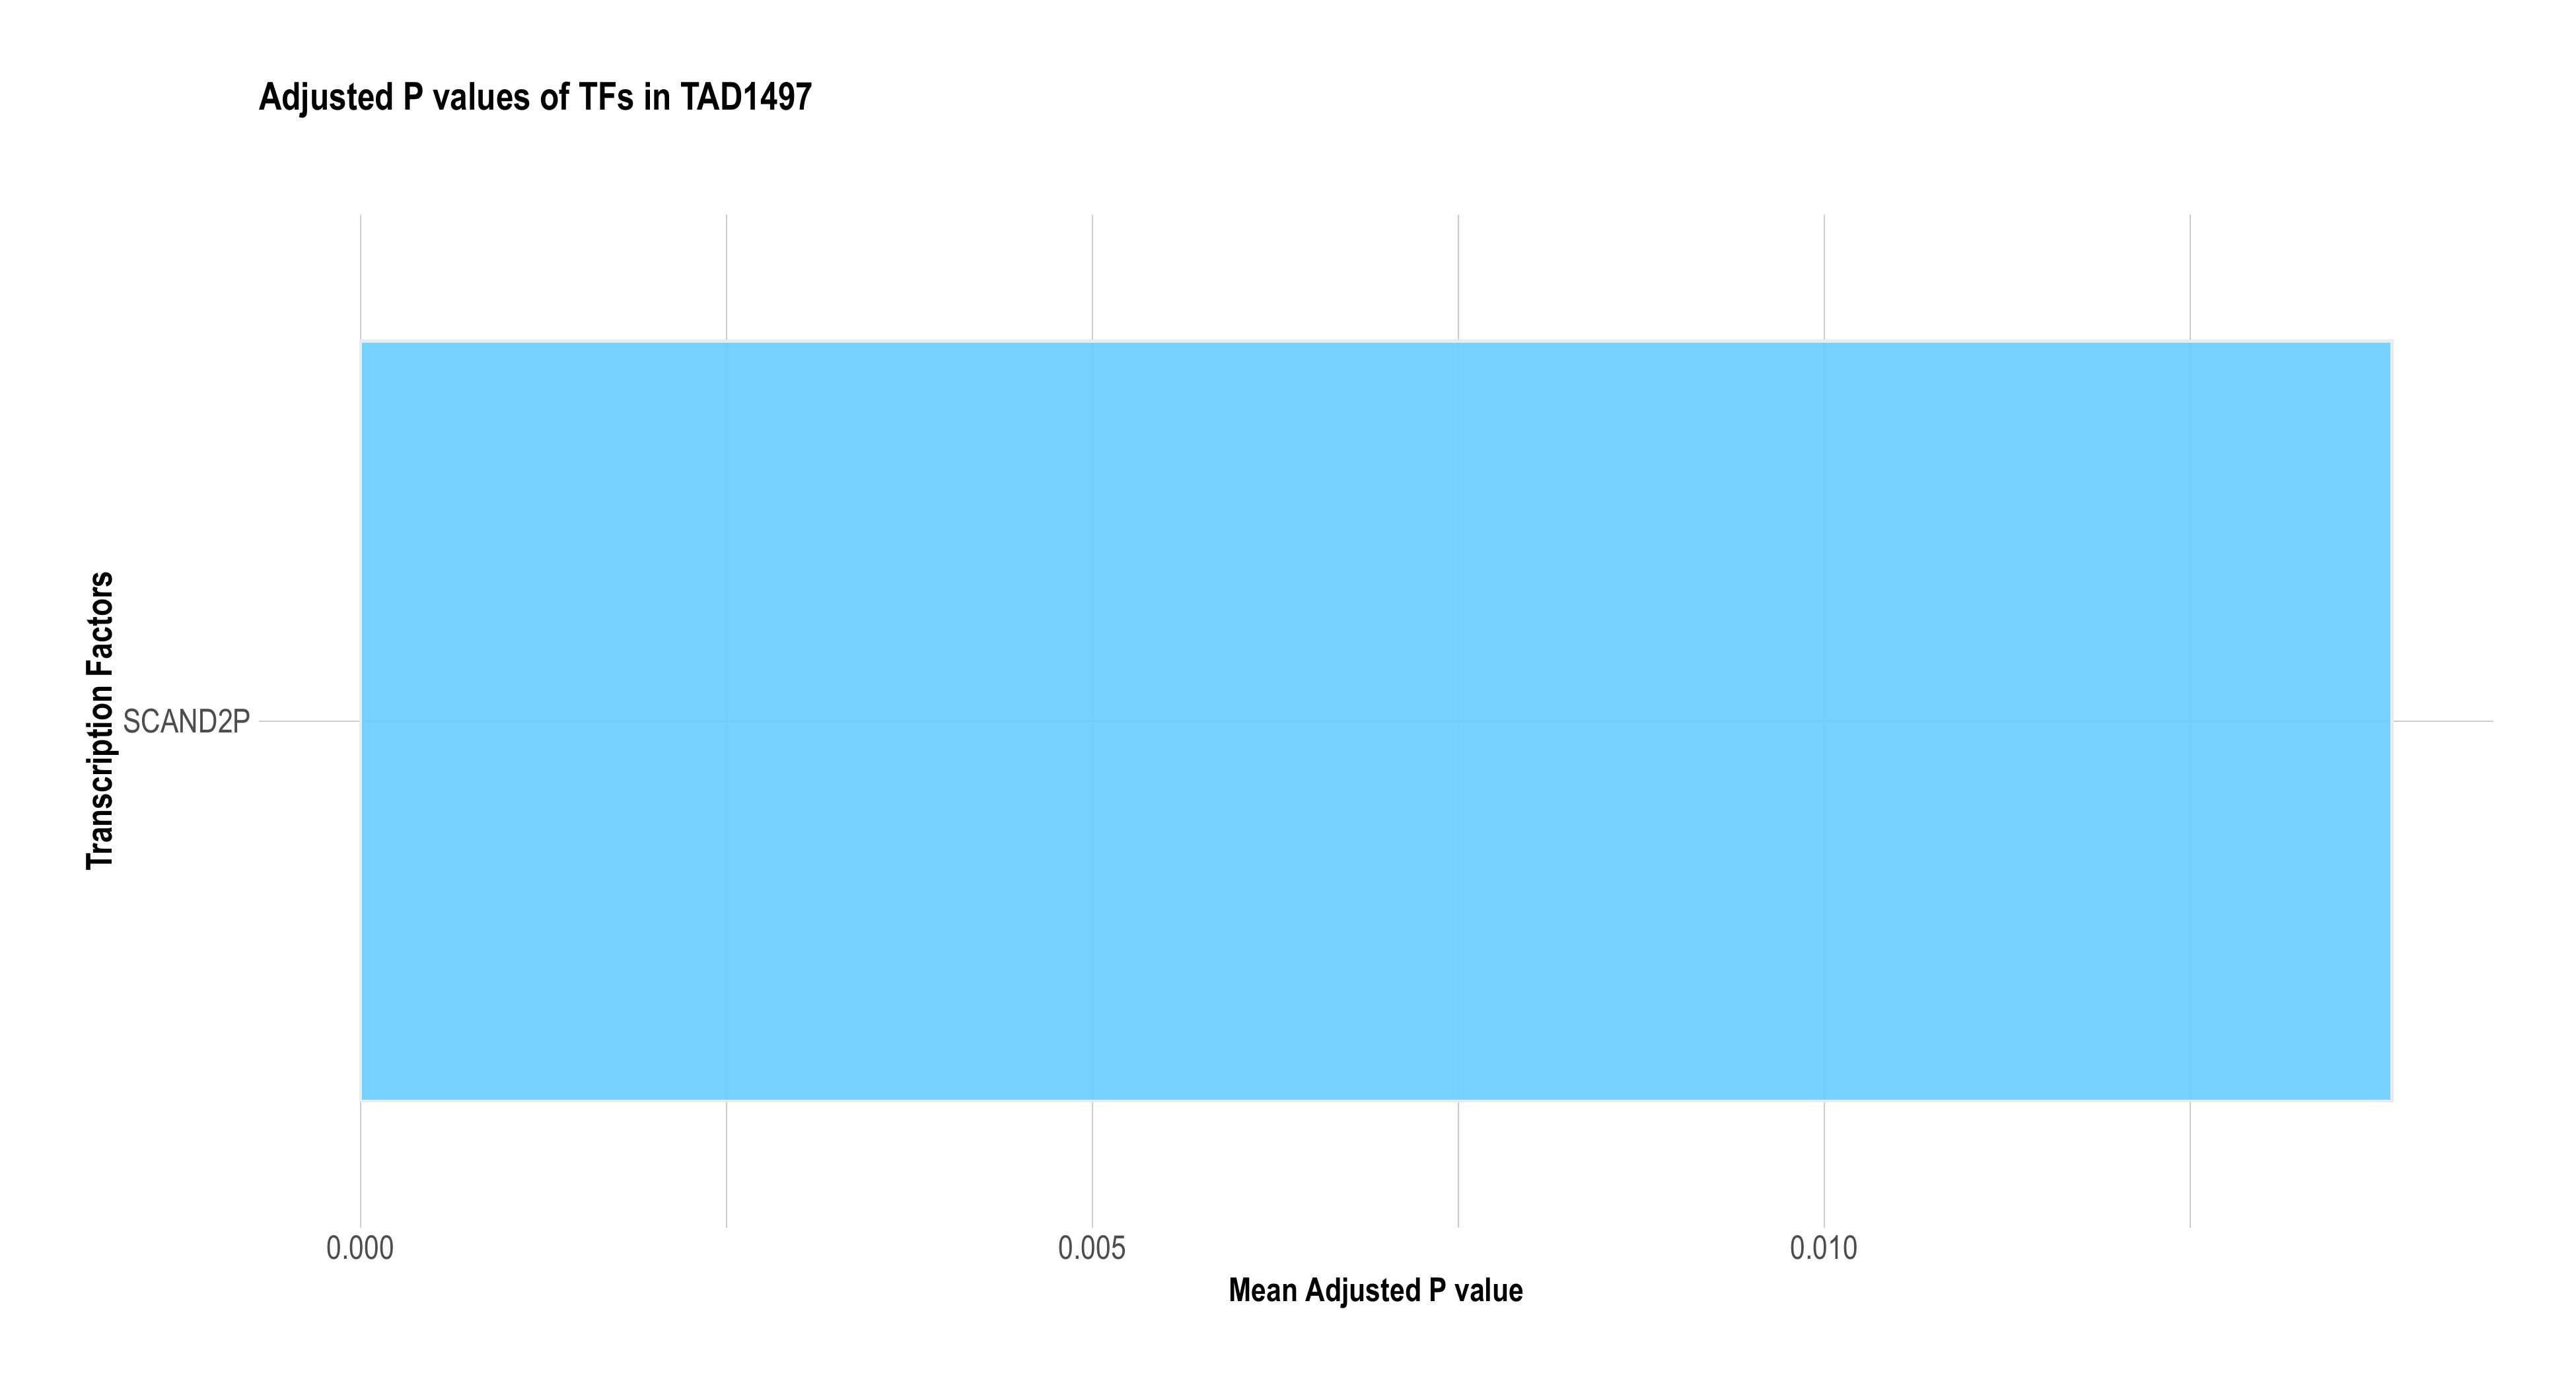 Adjusted P values of TFs in TAD1497
Transcription Factors
SCAND2P
0.000
0.005
0.010
Mean Adjusted P value